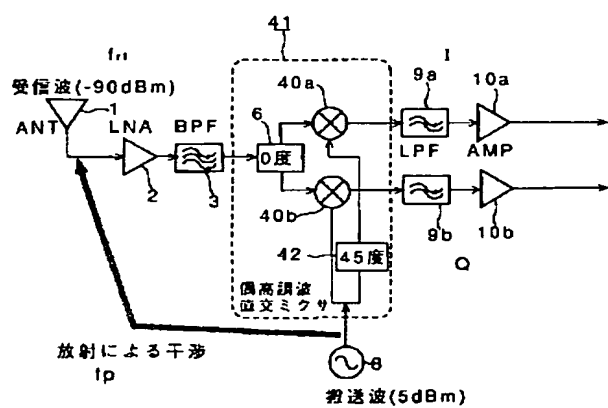 41
frf
受信波(-90dBm)
1
ANT
LNA
BPF
2
3
6
0度
40a
40b
42
45度
偶高調波
直交ミクサ
I
9a
10a
LPF
AMP
9b
10b
Q
放射による干渉
fp
8
搬送波(5dBm)